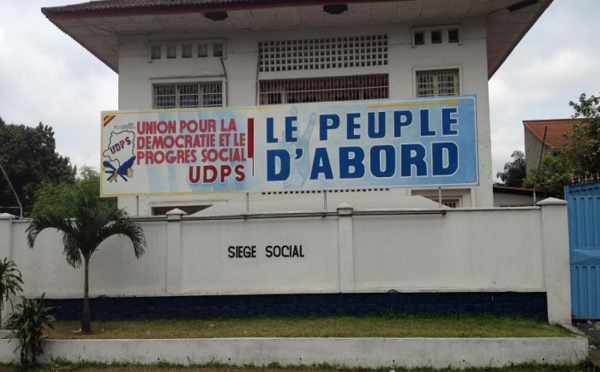 UDPS
UNION POUR LA
DEMOCRATIE ET LE
PROGRES SOCIAL
UDPS
LE PEUPLE
D'ABORD
SIEGE SOCIAL